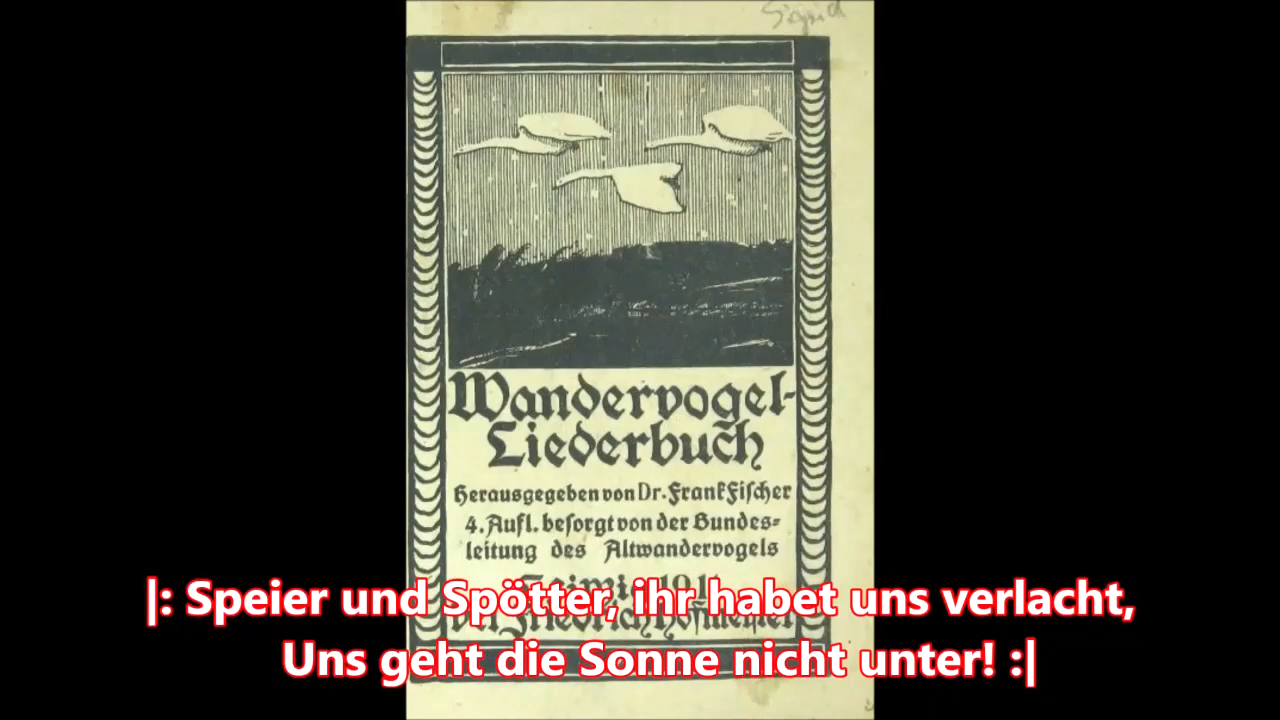 Wandervogel-
Liederbuch
Herausgegeben von Dr. Frank Fischer
4. Aufl. besorgt von der Bundes-
leitung des Altwandervogels
|: Speier und Spötter, ihr habet uns verlacht,
Uns geht die Sonne nicht unter! :|